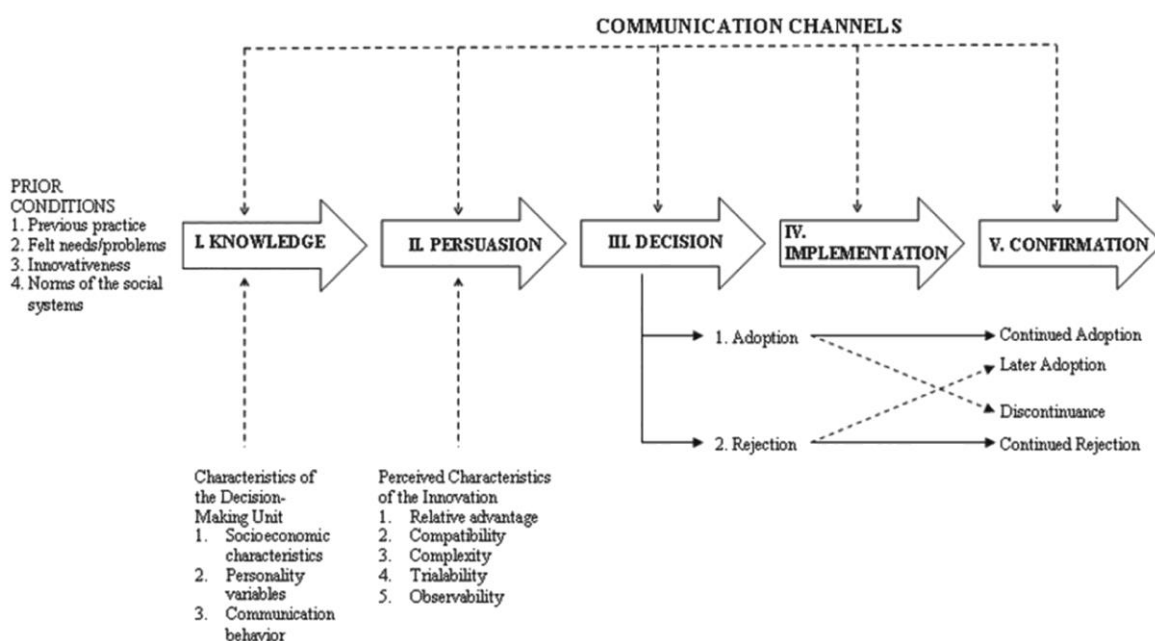 COMMUNICATION CHANNELS
PRIOR
CONDITIONS
1. Previous practice
2. Felt needs/problems
3. Innovativeness
4. Norms of the social
systems
I. KNOWLEDGE
II. PERSUASION
III. DECISION
IV.
IMPLEMENTATION
V. CONFIRMATION
1. Adoption
2. Rejection
Continued Adoption
Later Adoption
Discontinuance
Continued Rejection
Characteristics of
the Decision-
Making Unit
1. Socioeconomic
characteristics
2. Personality
variables
3. Communication
behavior
Perceived Characteristics
of the Innovation
1. Relative advantage
2. Compatibility
3. Complexity
4. Trialability
5. Observability